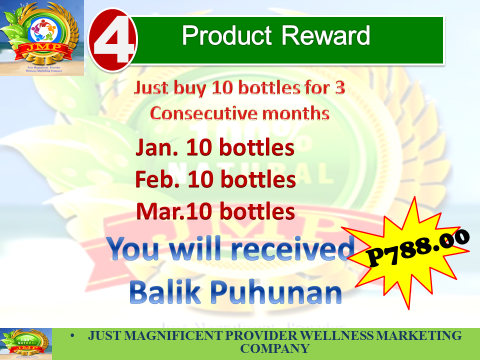 JMP
4
Product Reward
Just buy 10 bottles for 3
Consecutive months
Jan. 10 bottles
Feb. 10 bottles
Mar.10 bottles
You will received
Balik Puhunan
P788.00
• JUST MAGNIFICENT PROVIDER WELLNESS MARKETING
COMPANY